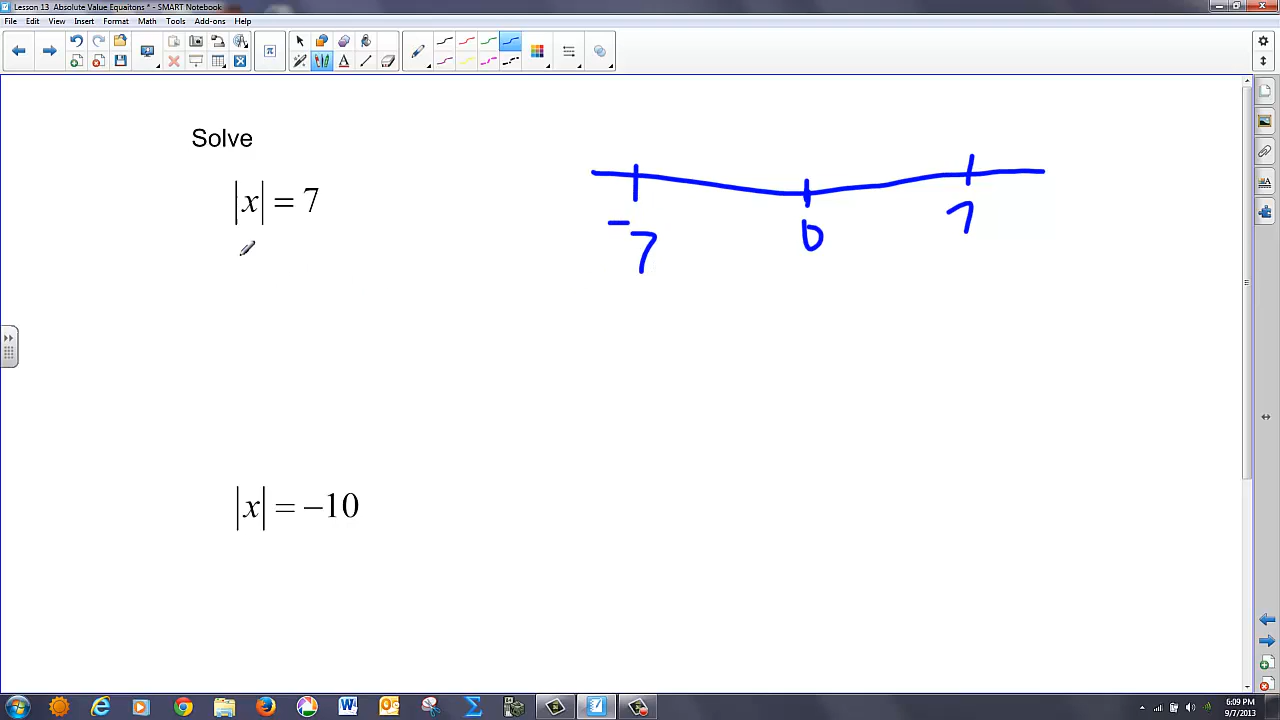 Lesson 13 Absolute Value Equaitons * - SMART Notebook
File Edit View Insert Format Math Tools Add-ons Help
Solve
|x| = 7
-7 0 7
|x| = −10
6:09 PM
9/7/2013